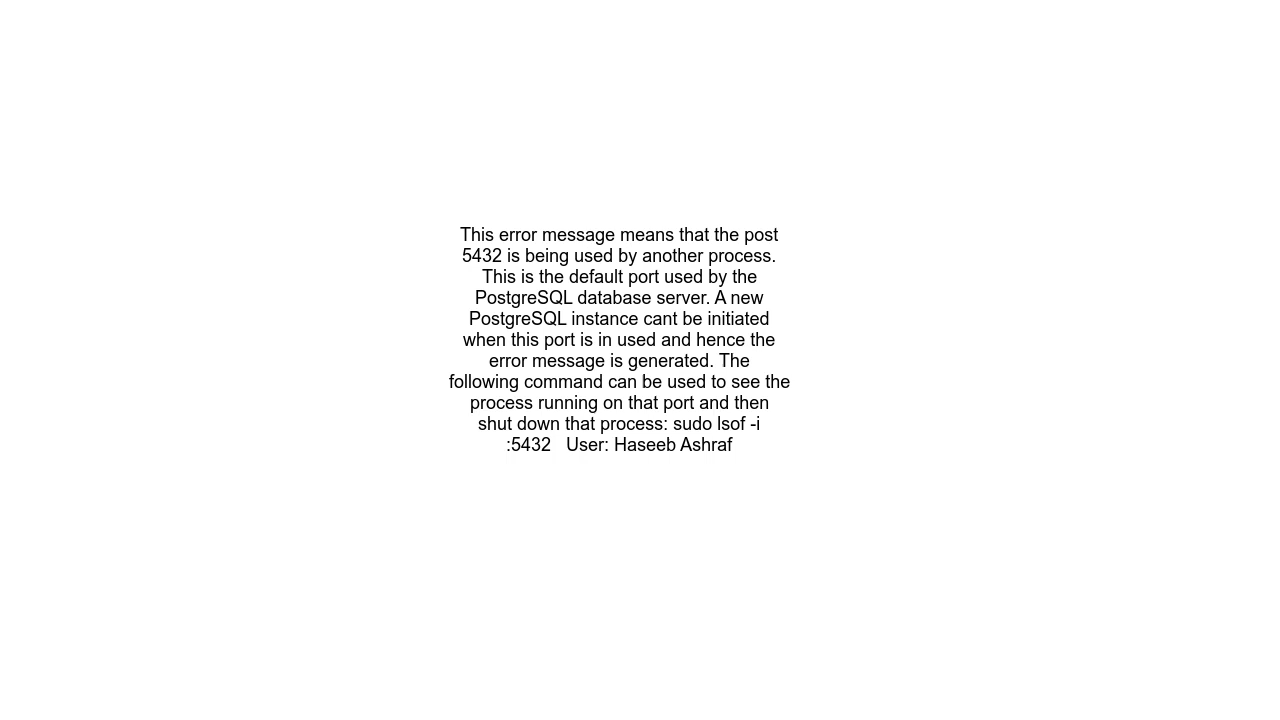 This error message means that the post
5432 is being used by another process.
This is the default port used by the
PostgreSQL database server. A new
PostgreSQL instance cant be initiated
when this port is in used and hence the
error message is generated. The
following command can be used to see the
process running on that port and then
shut down that process: sudo lsof -i
:5432   User: Haseeb Ashraf